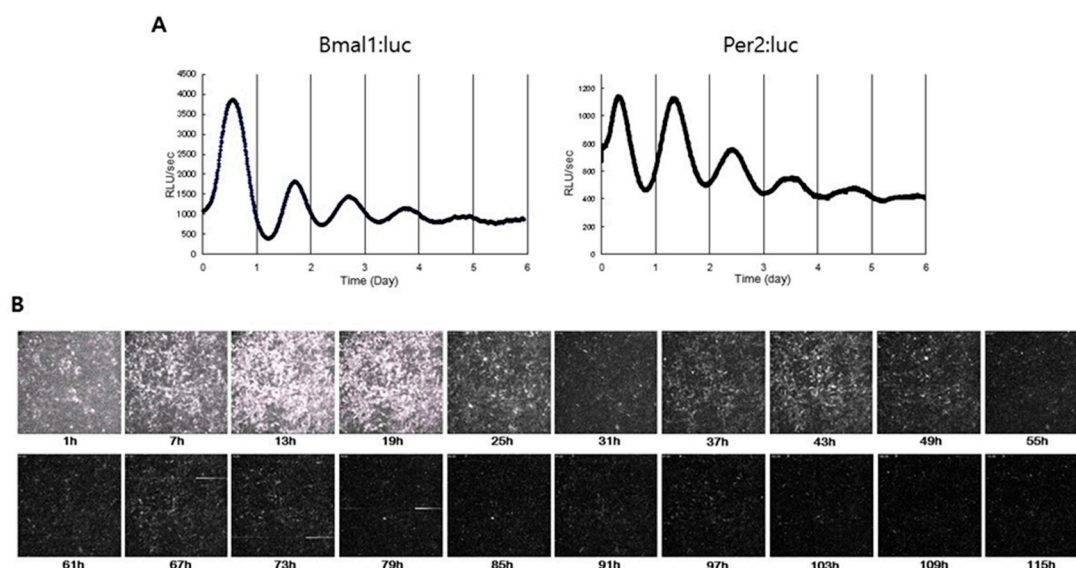 A
Bmal1:luc
Per2:luc
4500
4000
3500
3000
2500
2000
1500
1000
500
0
RLU/sec
0 1 2 3 4 5 6
Time (Day)
1200
1000
800
600
400
200
0
RLU/sec
0 1 2 3 4 5 6
Time (day)
B
1h 7h 13h 19h 25h 31h 37h 43h 49h 55h
61h 67h 73h 79h 85h 91h 97h 103h 109h 115h